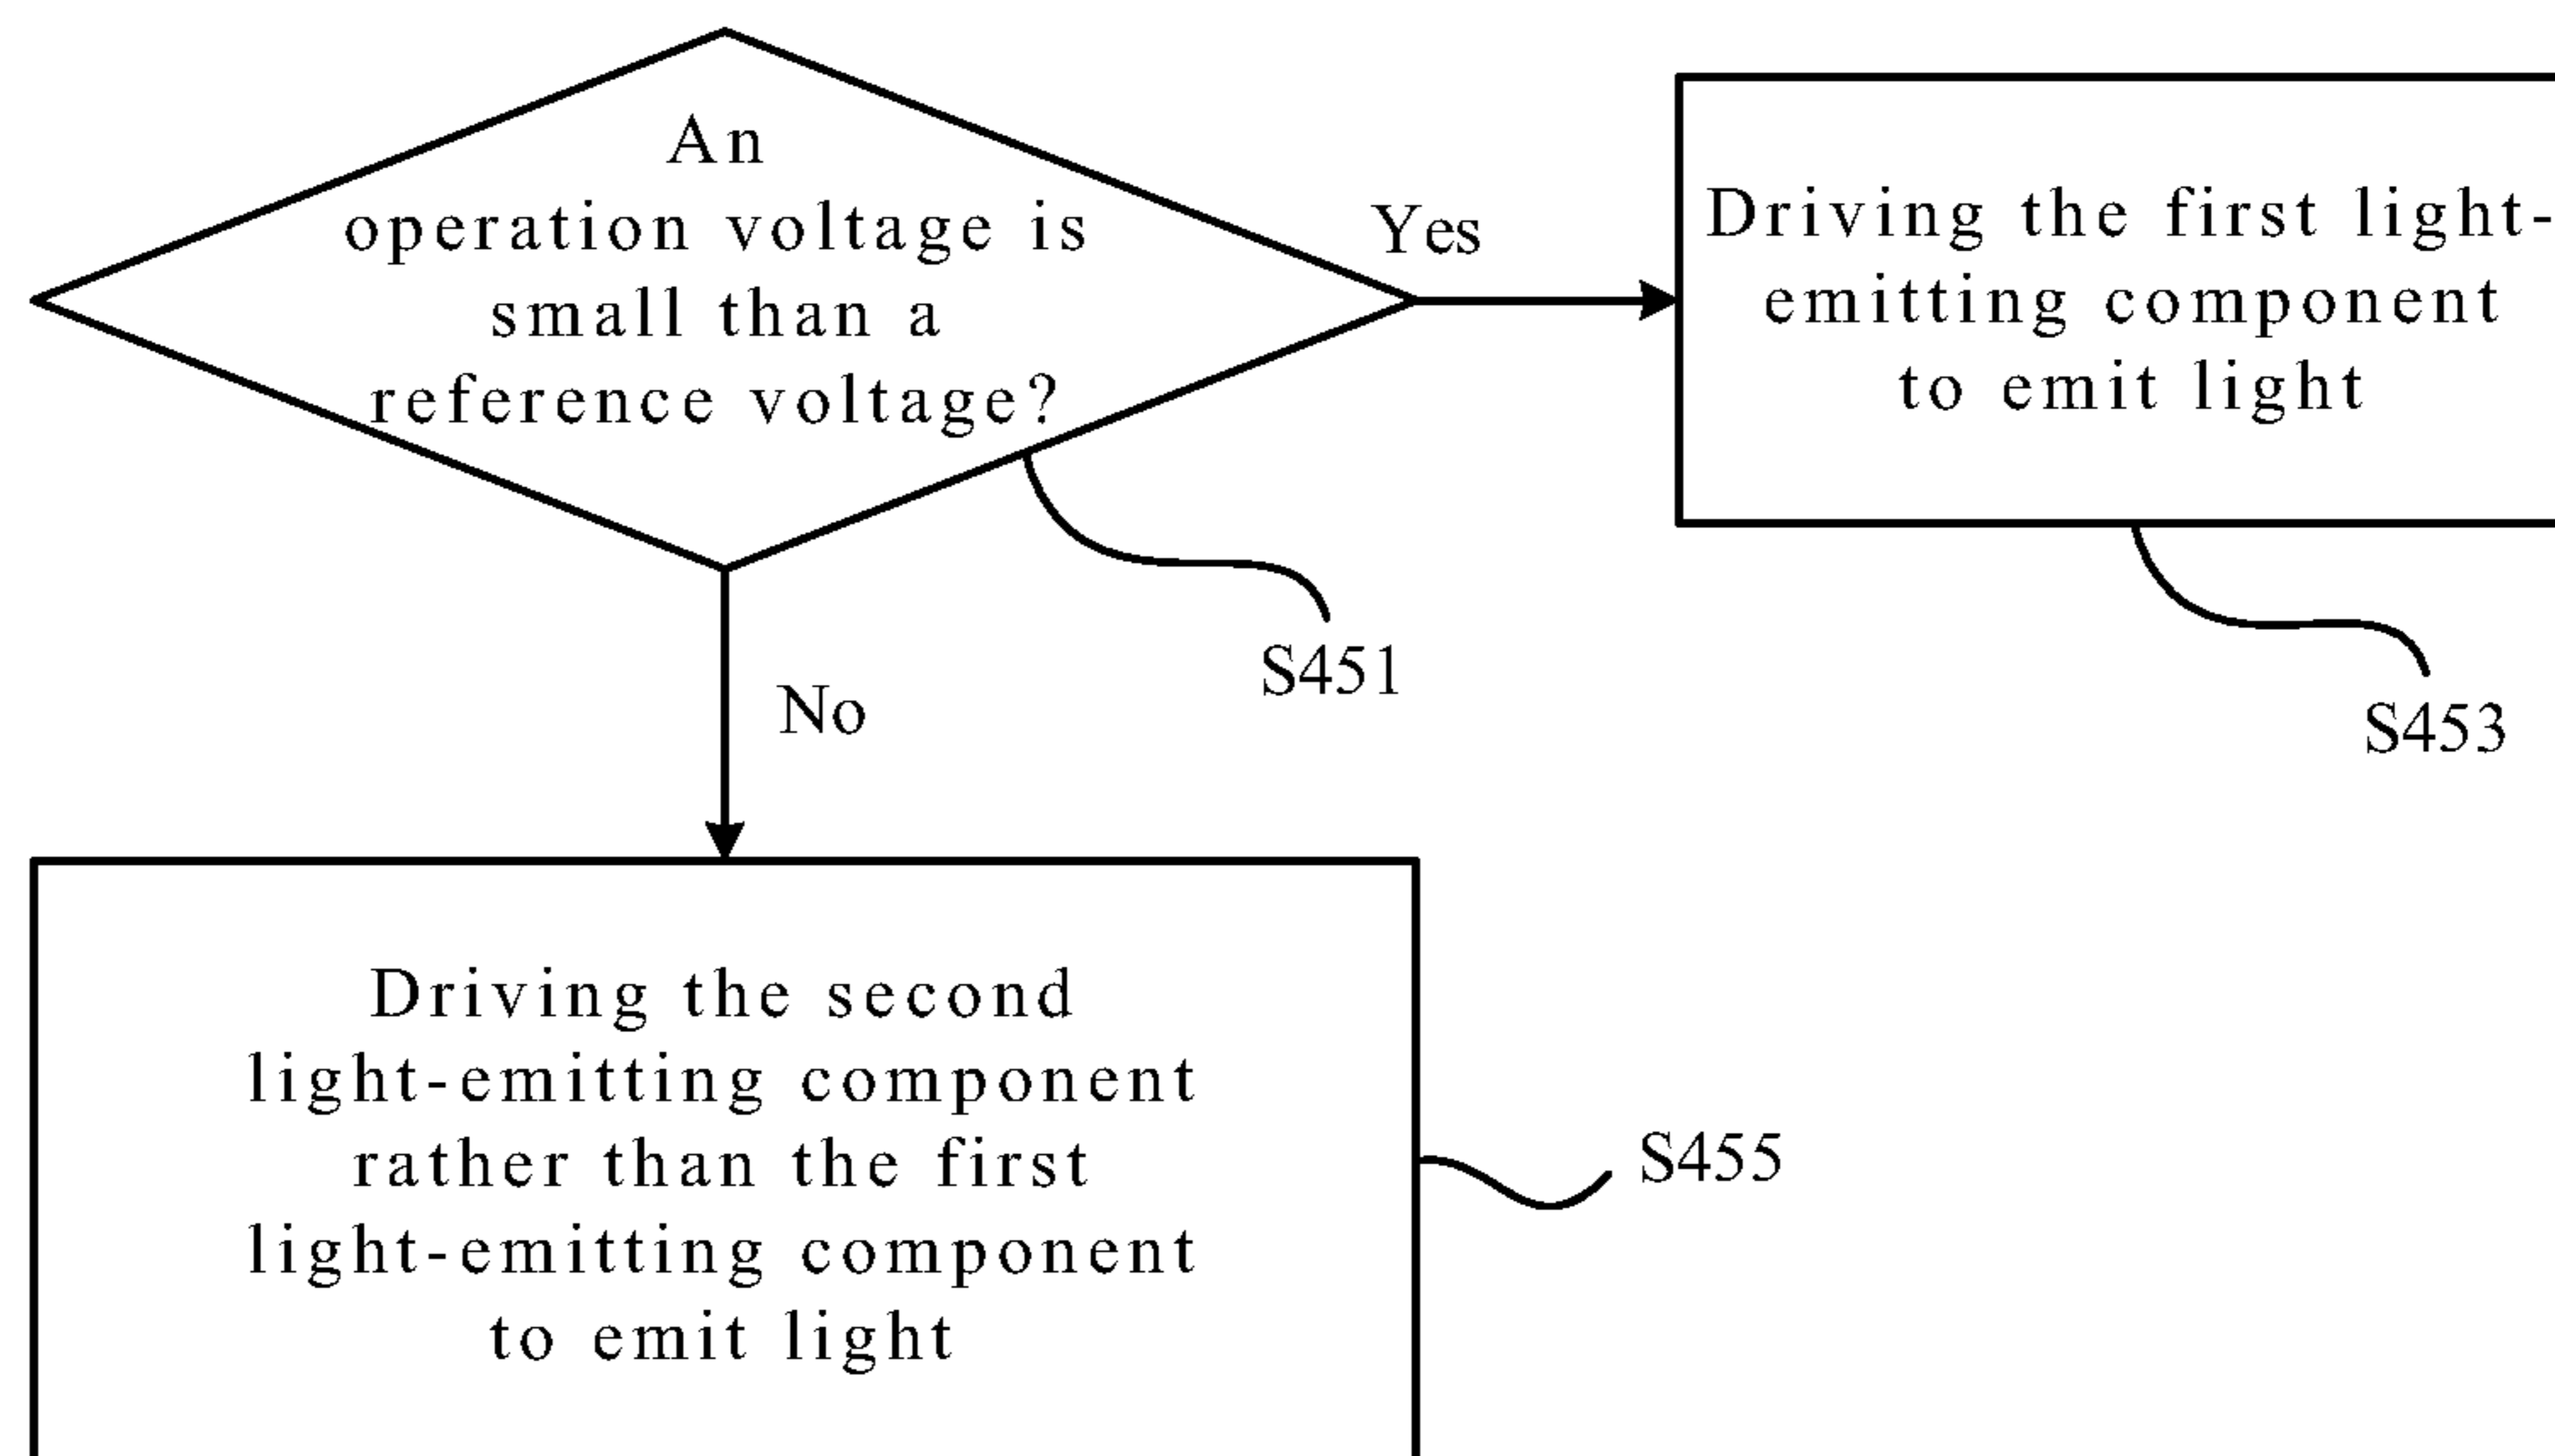 An
operation voltage is
small than a
reference voltage?
Yes
Driving the first light-
emitting component
to emit light
S451
S453
No
Driving the second
light-emitting component
rather than the first
light-emitting component
to emit light
S455